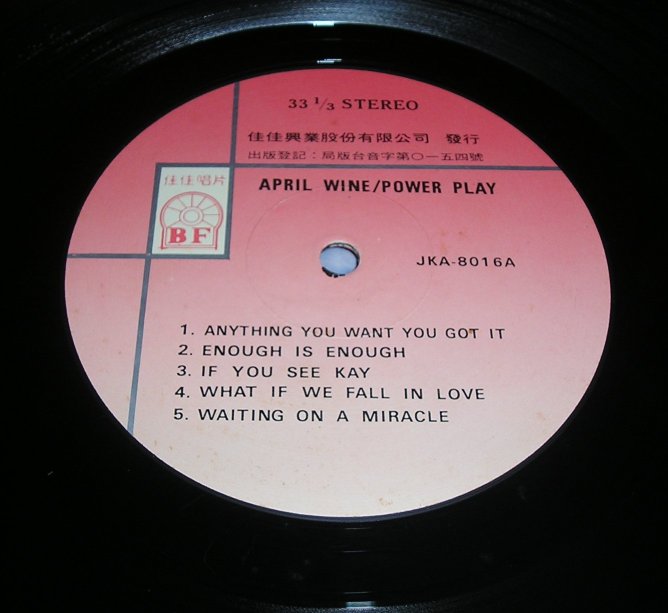 33 1/3 STEREO
佳佳興業股份有限公司 發行
出版登記：局版台音字第〇一五四號
佳佳唱片
BF
APRIL WINE/POWER PLAY
JKA-8016A
1. ANYTHING YOU WANT YOU GOT IT
2. ENOUGH IS ENOUGH
3. IF YOU SEE KAY
4. WHAT IF WE FALL IN LOVE
5. WAITING ON A MIRACLE